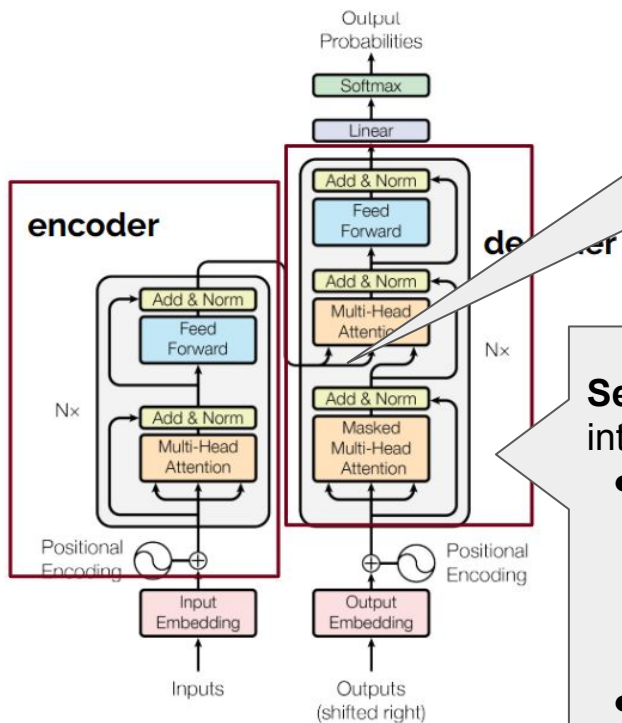 Output
Probabilities
Softmax
Linear
encoder
Add & Norm
Feed
Forward
Add & Norm
Multi-Head
Attention
Nx
Positional
Encoding
Input
Embedding
Inputs
Add & Norm
Feed
Forward
Add & Norm
Multi-Head
Attention
Nx
Add & Norm
Masked
Multi-Head
Attention
Positional
Encoding
Output
Embedding
Outputs
(shifted right)